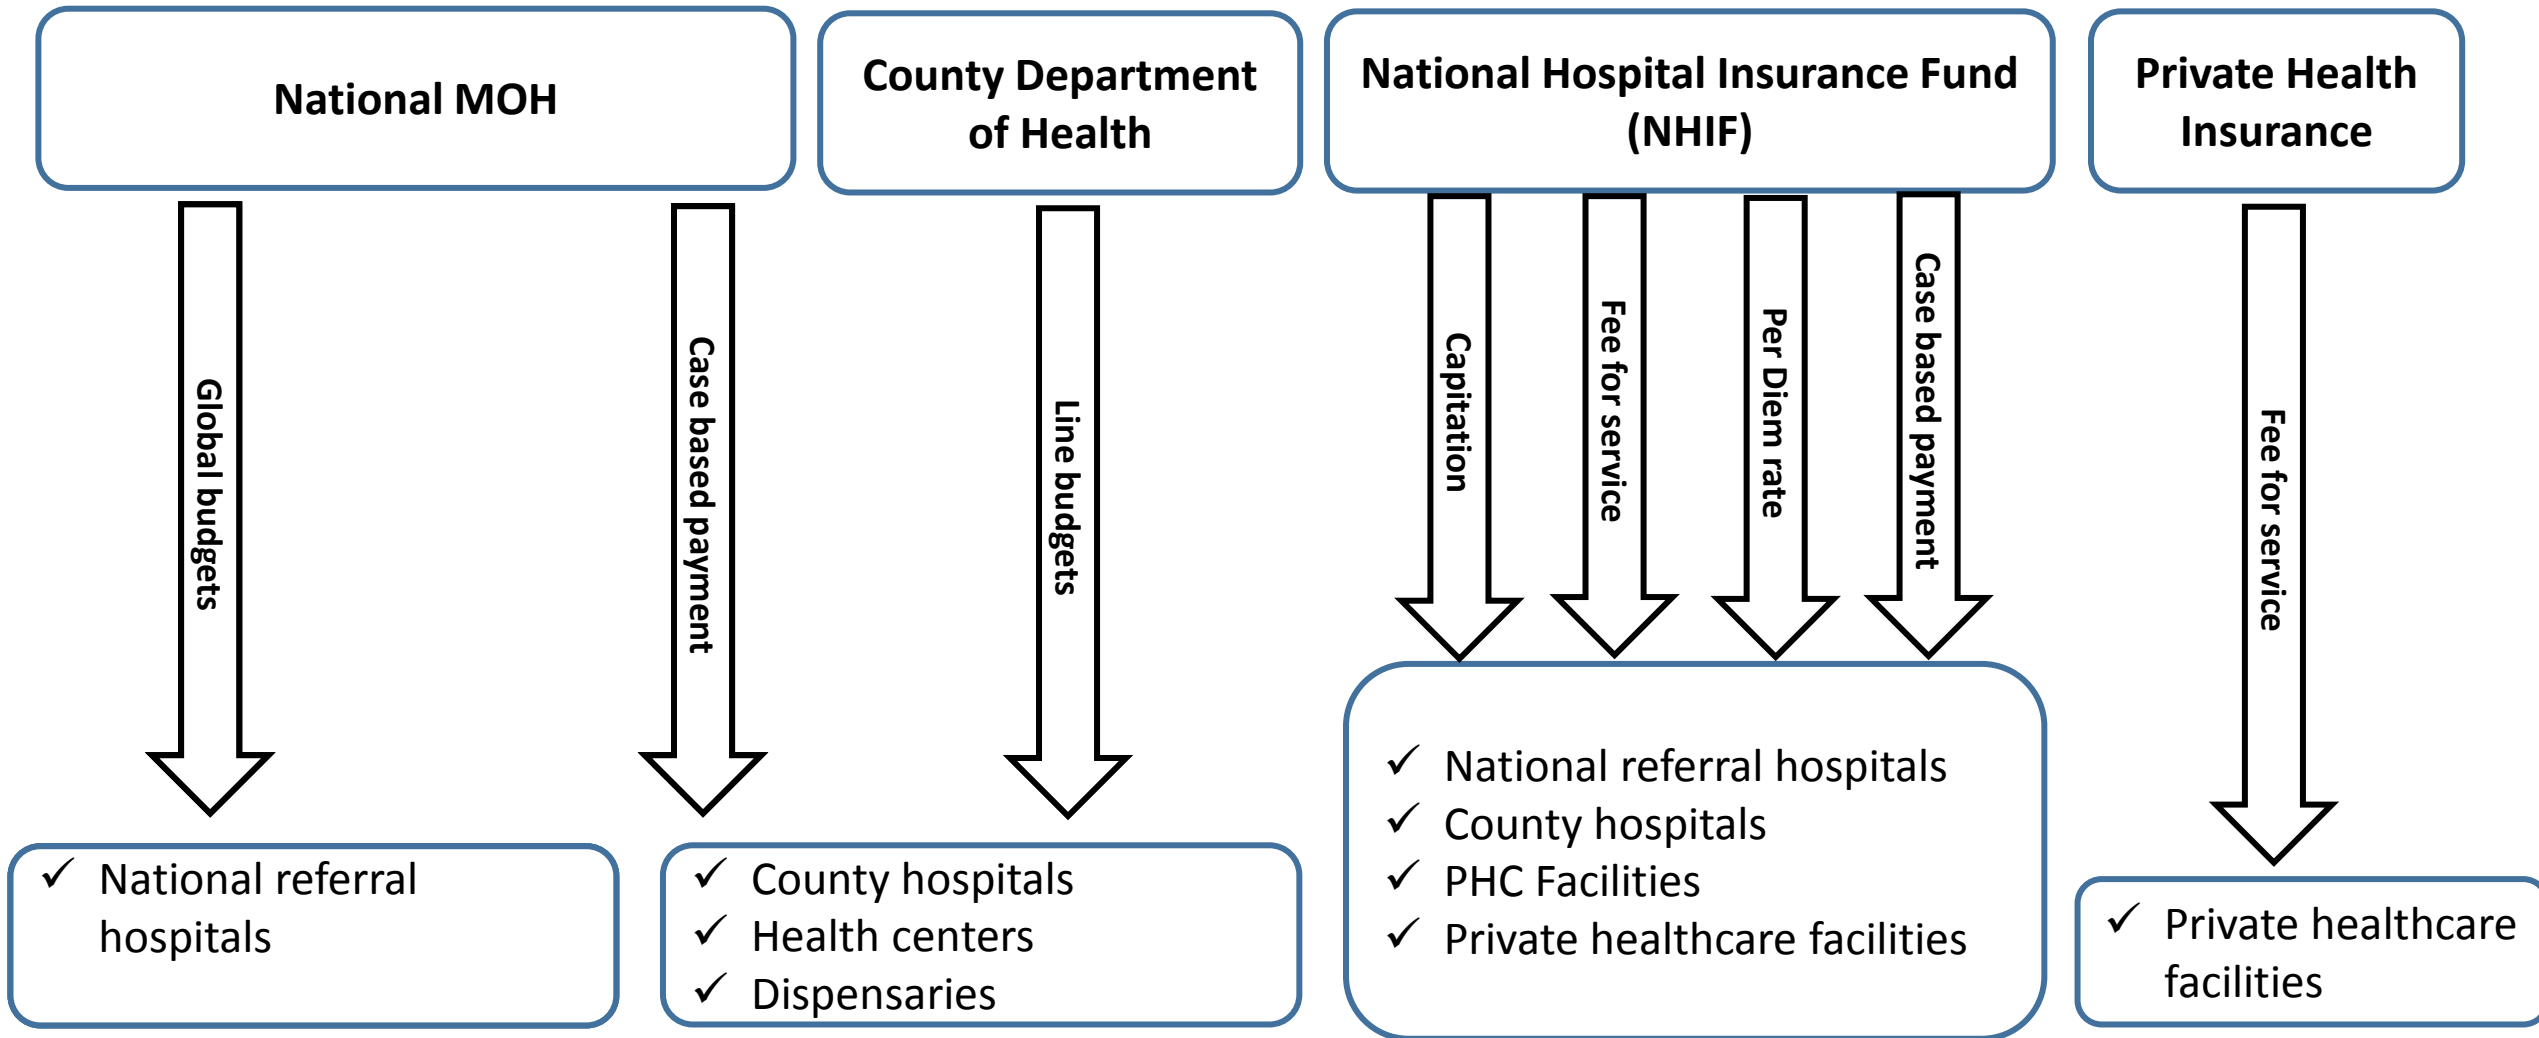 National MOH
County Department
of Health
National Hospital Insurance Fund
(NHIF)
Private Health
Insurance
Global budgets
Case based payment
Line budgets
Capitation
Fee for service
Per Diem rate
Case based payment
Fee for service
✓ National referral
hospitals
✓ County hospitals
✓ Health centers
✓ Dispensaries
✓ National referral hospitals
✓ County hospitals
✓ PHC Facilities
✓ Private healthcare facilities
✓ Private healthcare
facilities